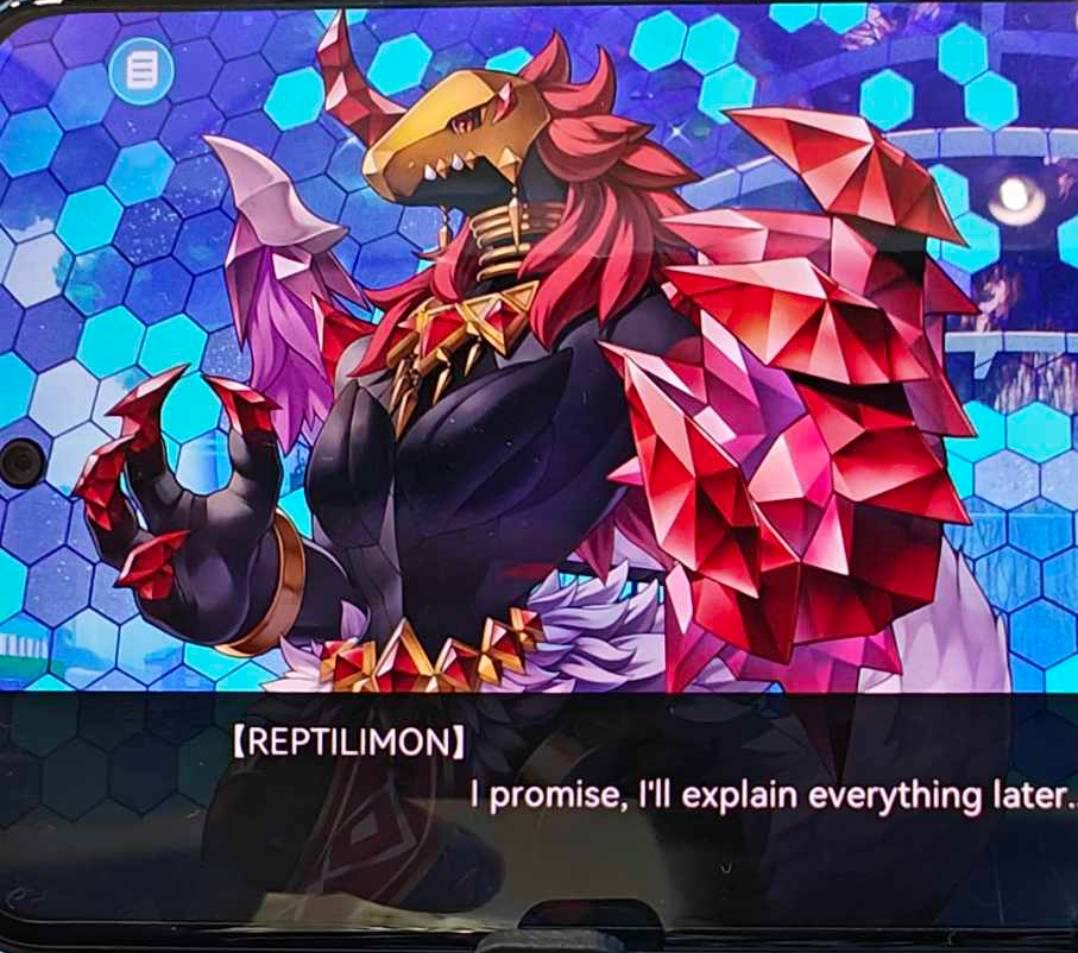 【REPTILIMON】
I promise, I'll explain everything later..